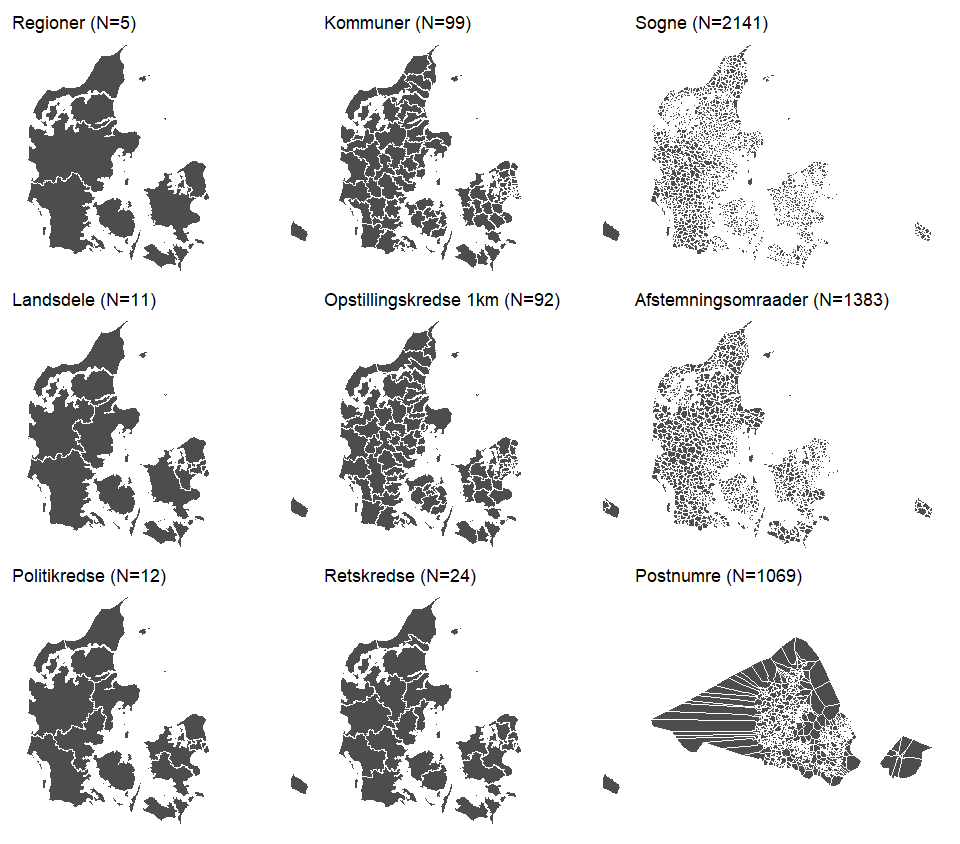 Regioner (N=5)
Kommuner (N=99)
Sogne (N=2141)
Landsdele (N=11)
Opstillingskredse 1km (N=92)
Afstemningsomraader (N=1383)
Politikredse (N=12)
Retskredse (N=24)
Postnumre (N=1069)